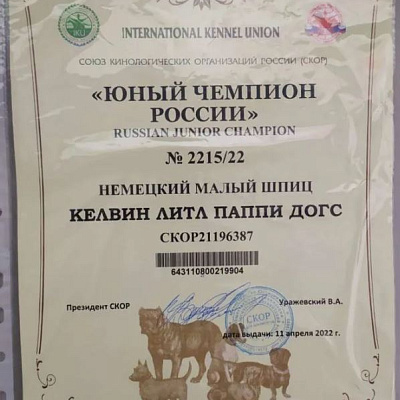 INTERNATIONAL KENNEL UNION
СОЮЗ КИНОЛОГИЧЕСКИХ ОРГАНИЗАЦИЙ РОССИИ (СКОР)
«ЮНЫЙ ЧЕМПИОН
РОССИИ»
RUSSIAN JUNIOR CHAMPION
№ 2215/22
НЕМЕЦКИЙ МАЛЫЙ ШПИЦ
КЕЛВИН ЛИТЛ ПАППИ ДОГС
СКОР21196387
643110800219904
Президент СКОР
Уражевский В.А.
СКОР
дата выдачи: 11 апреля 2022 г.